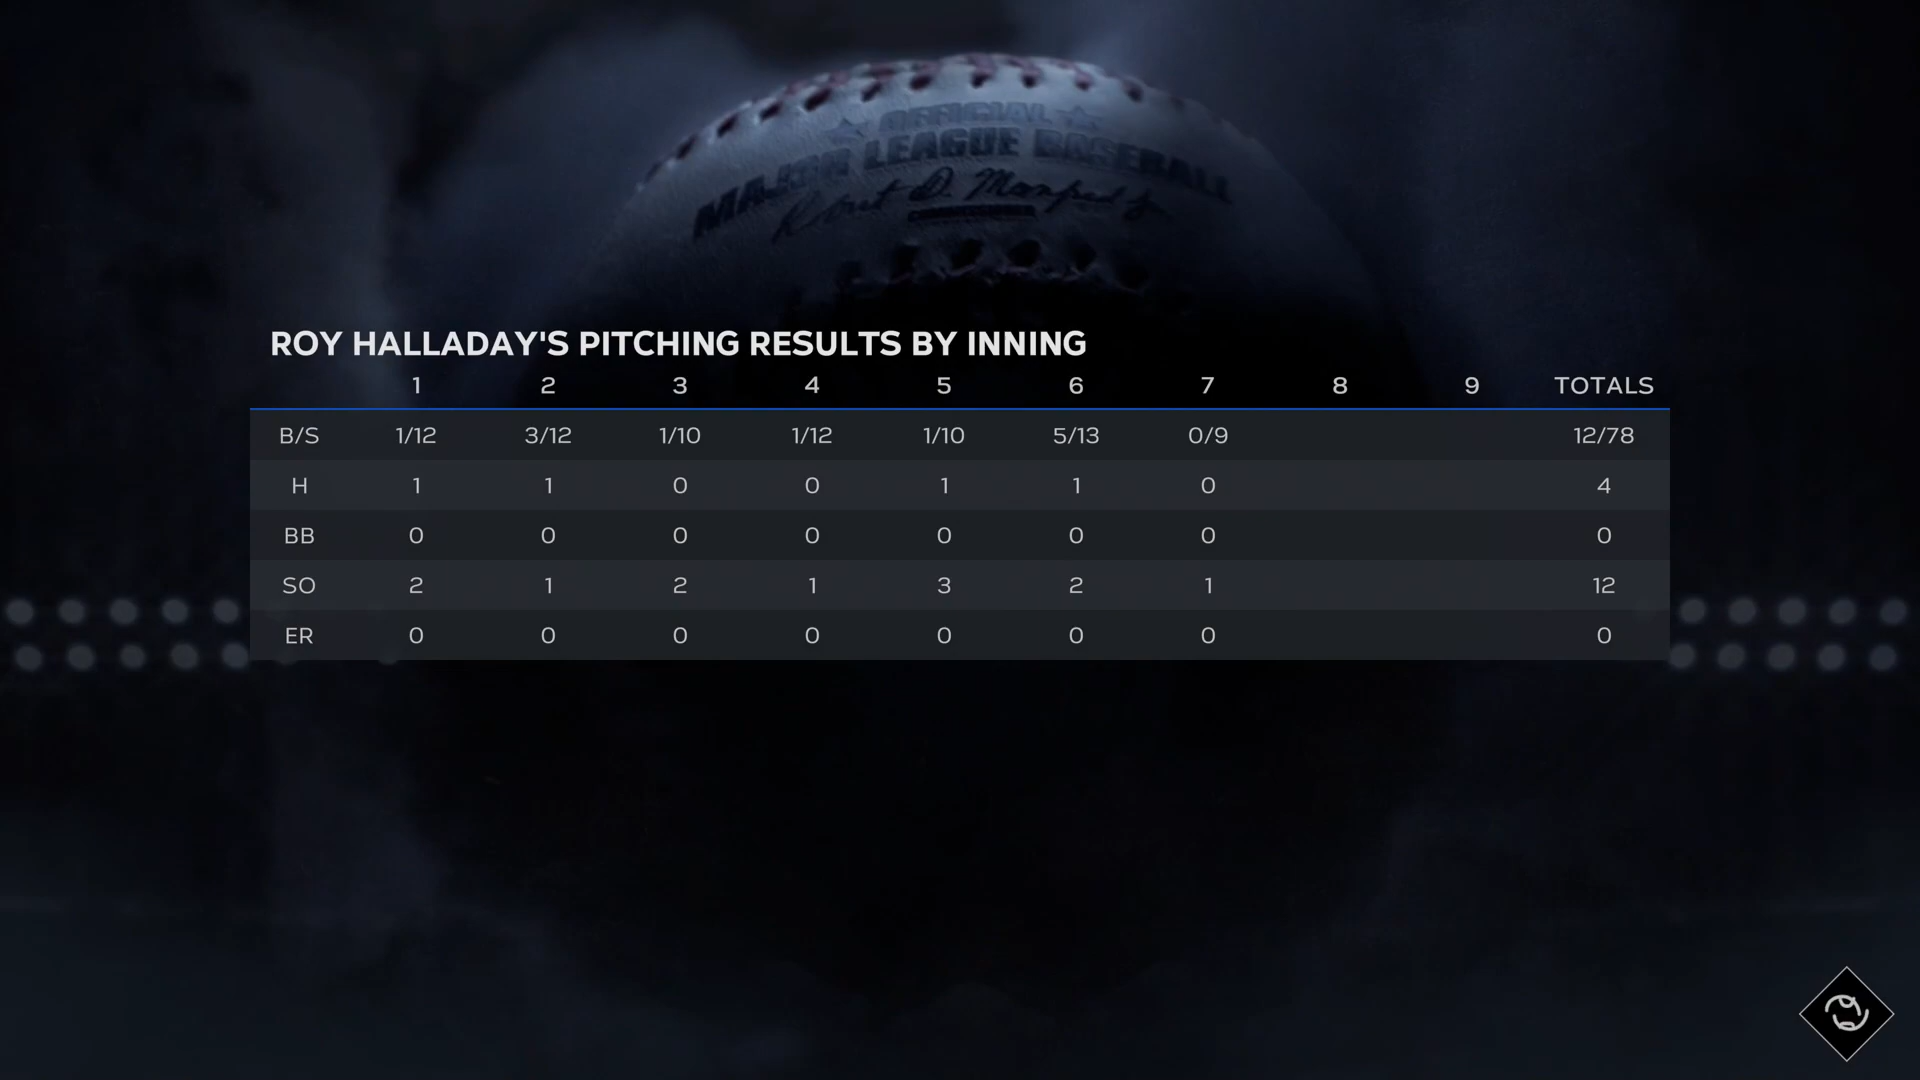 OFFICIAL
MAJOR LEAGUE BASEBALL
ROY HALLADAY'S PITCHING RESULTS BY INNING
1 2 3 4 5 6 7 8 9 TOTALS
B/S 1/12 3/12 1/10 1/12 1/10 5/13 0/9 12/78
H 1 1 0 0 1 1 0 4
BB 0 0 0 0 0 0 0 0
SO 2 1 2 1 3 2 1 12
ER 0 0 0 0 0 0 0 0